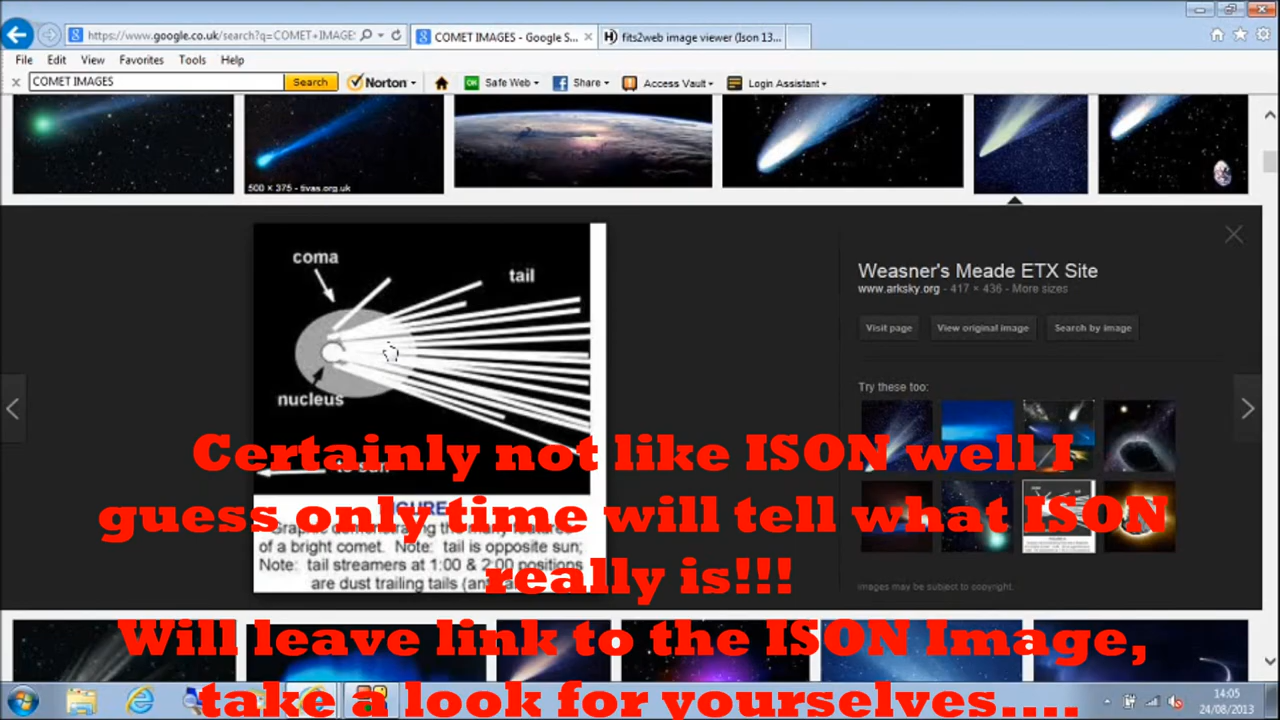 https://www.google.co.uk/search?q=COMET+IMAGE
COMET IMAGES - Google S...
fits2web image viewer (Ison 13...
File Edit View Favorites Tools Help
COMET IMAGES
Search
Norton
Safe Web
Share
Access Vault
Login Assistant
500 × 375 - tivas.org.uk
coma
tail
nucleus
Weasner's Meade ETX Site
www.arksky.org - 417 × 436 - More sizes
Visit page
View original image
Search by image
Try these too:
of a bright comet. Note: tail is opposite sun;
Note: tail streamers at 1:00 & 2:00 positions
are dust trailing tails
images may be subject to copyright.
Certainly not like ISON well I
guess only time will tell what ISON
really is!!!
Will leave link to the ISON Image,
take a look for yourselves....
14:05
24/08/2013